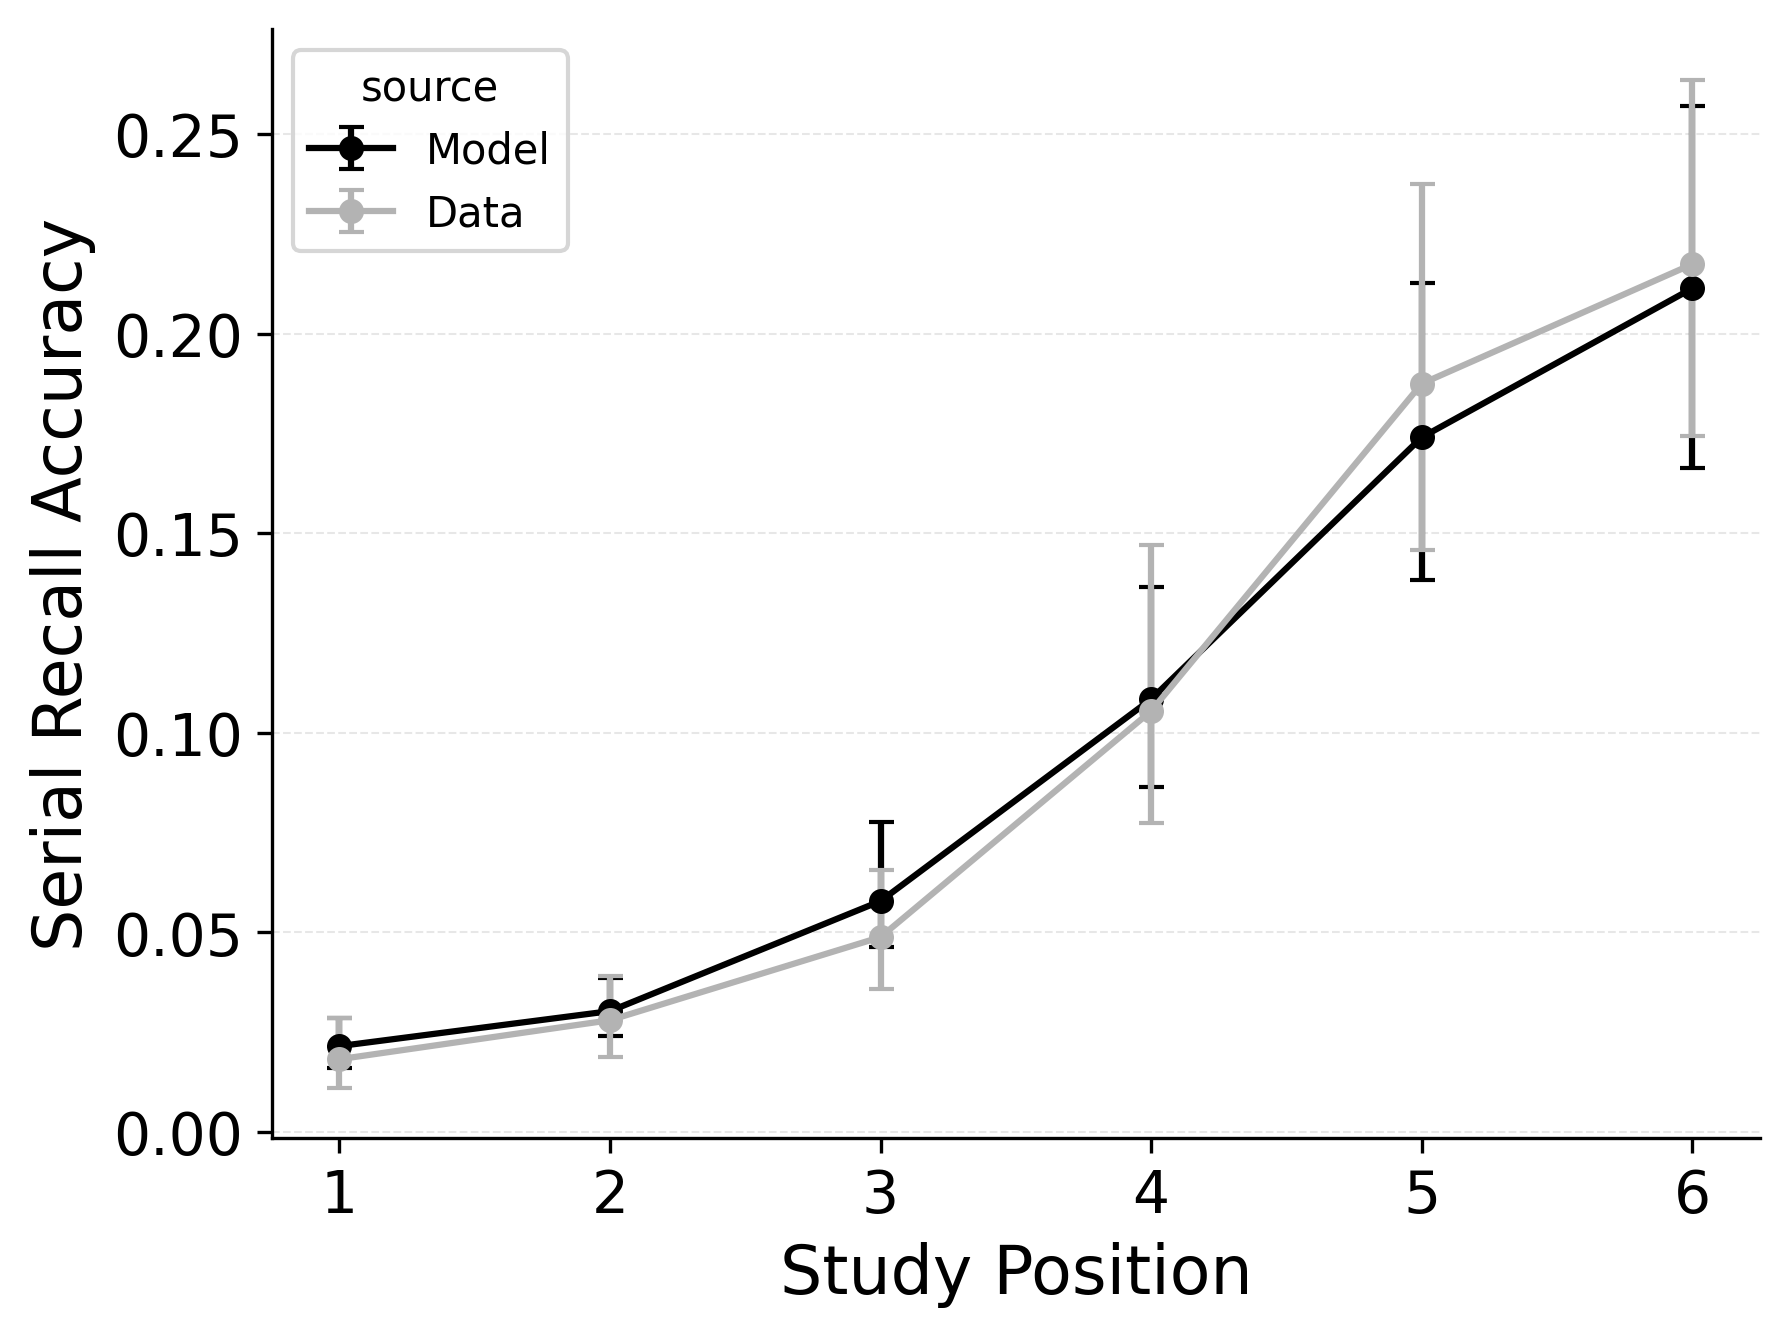 source
Model
Data
0.25
0.20
0.15
0.10
0.05
0.00
Serial Recall Accuracy
1 2 3 4 5 6
Study Position